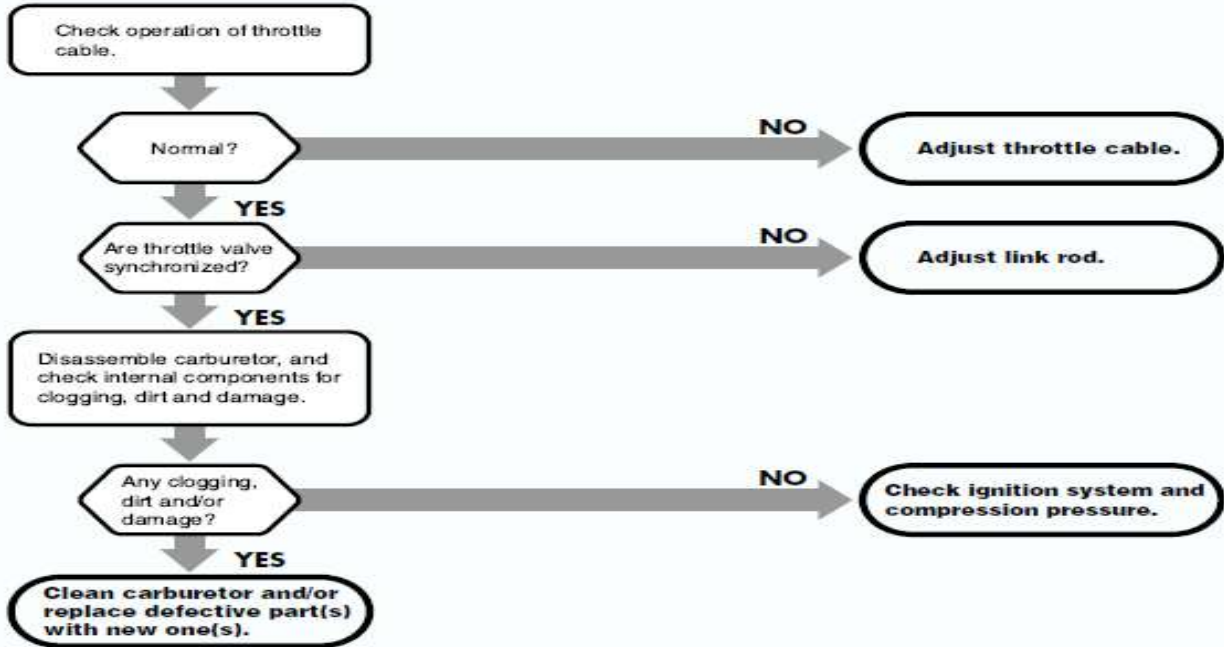 Check operation of throttle
cable.
Normal?
NO
Adjust throttle cable.
YES
Are throttle valve
synchronized?
NO
Adjust link rod.
YES
Disassemble carburetor, and
check internal components for
clogging, dirt and damage.
Any clogging,
dirt and/or
damage?
NO
Check ignition system and
compression pressure.
YES
Clean carburetor and/or
replace defective part(s)
with new one(s).